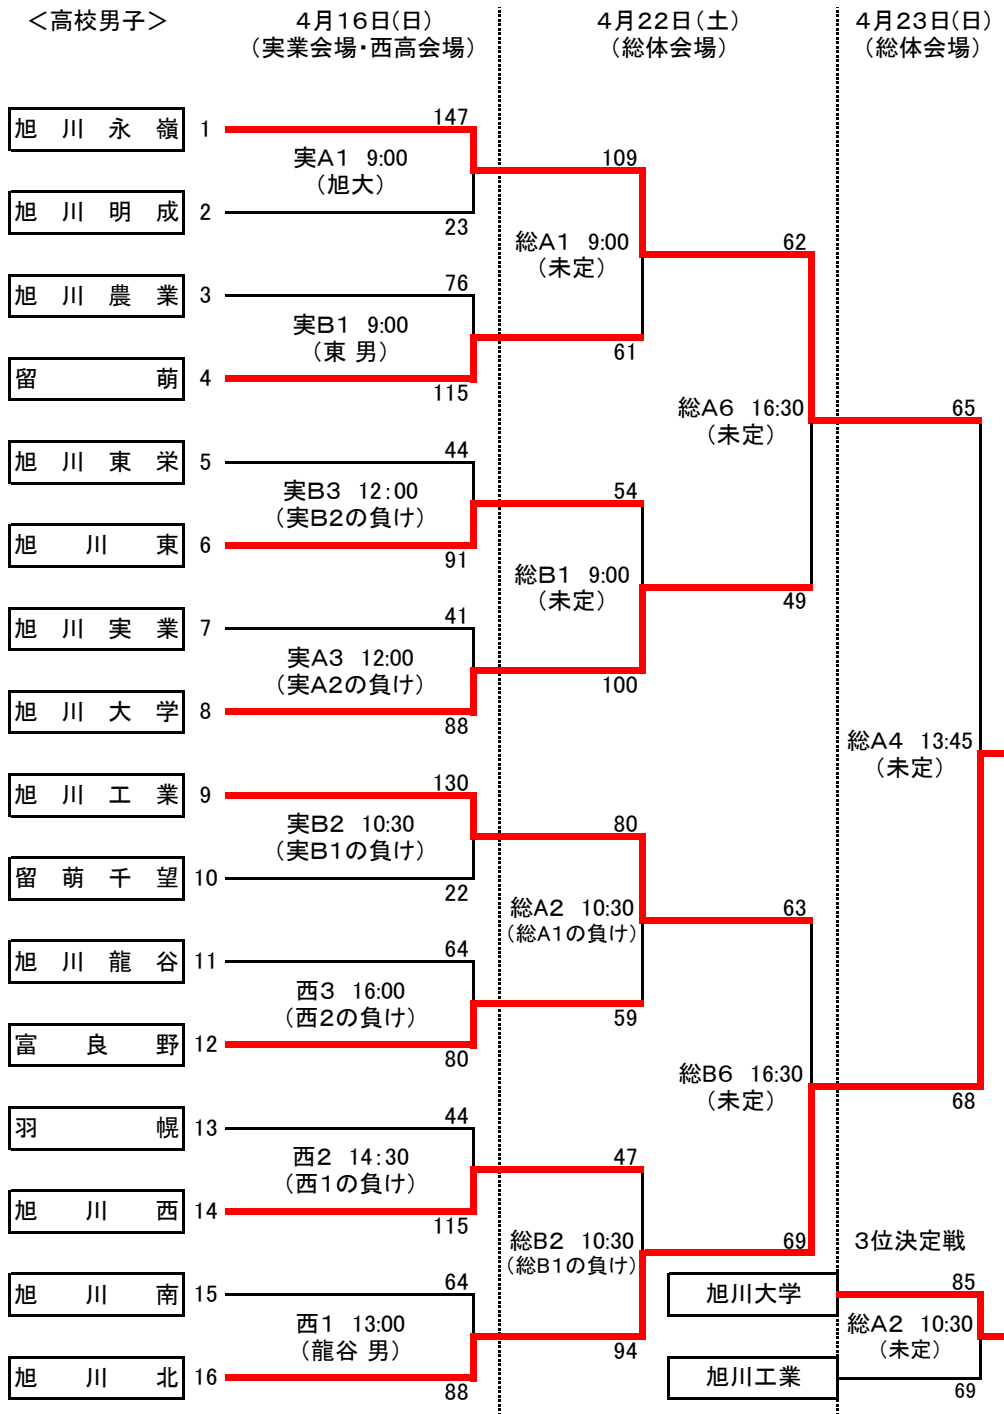 ＜高校男子＞
４月16日(日)
(実業会場・西高会場)
４月２２日(土)
(総体会場)
４月２３日(日)
(総体会場)
旭川永嶺 1
147
実Ａ１ 9:00
(旭大)
旭川明成 2
23
109
総Ａ１ 9:00
(未定)
旭川農業 3
76
実Ｂ１ 9:00
(東 男)
留萌 4
115
61
62
総Ａ６ 16:30
(未定)
旭川東栄 5
44
実Ｂ３ 12:00
(実Ｂ２の負け)
旭川東 6
91
54
総Ｂ１ 9:00
(未定)
旭川実業 7
41
実Ａ３ 12:00
(実Ａ２の負け)
旭川大学 8
88
100
49
65
総Ａ４ 13:45
(未定)
旭川工業 9
130
実Ｂ２ 10:30
(実Ｂ１の負け)
留萌千望 10
22
80
総Ａ２ 10:30
(総Ａ１の負け)
旭川龍谷 11
64
西３ 16:00
(西２の負け)
富良野 12
80
59
63
総Ｂ６ 16:30
(未定)
68
羽幌 13
44
西２ 14:30
(西１の負け)
旭川西 14
115
47
総Ｂ２ 10:30
(総Ｂ１の負け)
69
旭川南 15
64
西１ 13:00
(龍谷 男)
旭川北 16
88
94
３位決定戦
旭川大学
85
総Ａ２ 10:30
(未定)
旭川工業
69